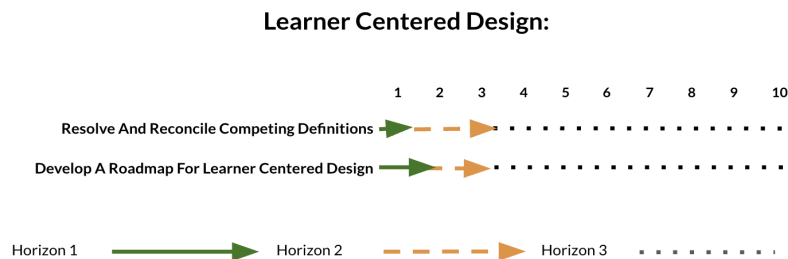 Learner Centered Design:
1 2 3 4 5 6 7 8 9 10
Resolve And Reconcile Competing Definitions
Develop A Roadmap For Learner Centered Design
Horizon 1 Horizon 2 Horizon 3